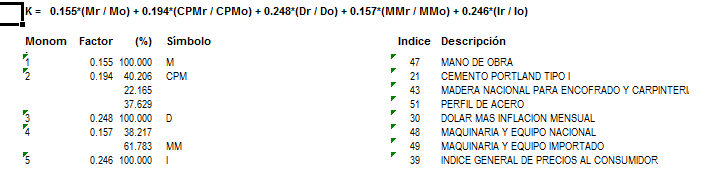 K = 0.155*(Mr / Mo) + 0.194*(CPMr / CPMo) + 0.248*(Dr / Do) + 0.157*(MMr / MMo) + 0.246*(Ir / Io)
Monom Factor (%) Símbolo Indice Descripción
1 0.155 100.000 M 47 MANO DE OBRA
2 0.194 40.206 CPM 21 CEMENTO PORTLAND TIPO I
22.165 43 MADERA NACIONAL PARA ENCOFRADO Y CARPINTERI
37.629 51 PERFIL DE ACERO
3 0.248 100.000 D 30 DOLAR MAS INFLACION MENSUAL
4 0.157 38.217 48 MAQUINARIA Y EQUIPO NACIONAL
61.783 MM 49 MAQUINARIA Y EQUIPO IMPORTADO
5 0.246 100.000 I 39 INDICE GENERAL DE PRECIOS AL CONSUMIDOR